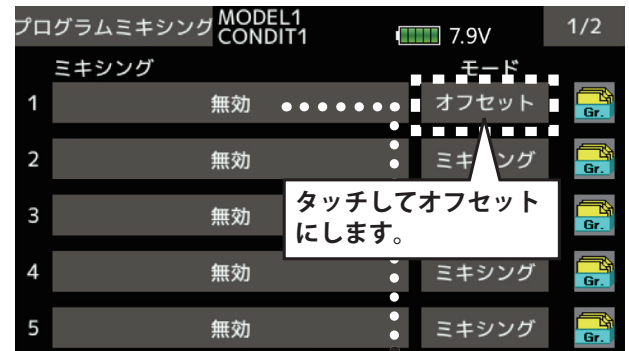 プログラムミキシング MODEL1 CONDIT1 7.9V 1/2
ミキシング モード
1 無効 オフセット Gr.
2 無効 ミキシング Gr.
タッチしてオフセット
にします。
3 無効 Gr.
4 無効 ミキシング Gr.
5 無効 ミキシング Gr.